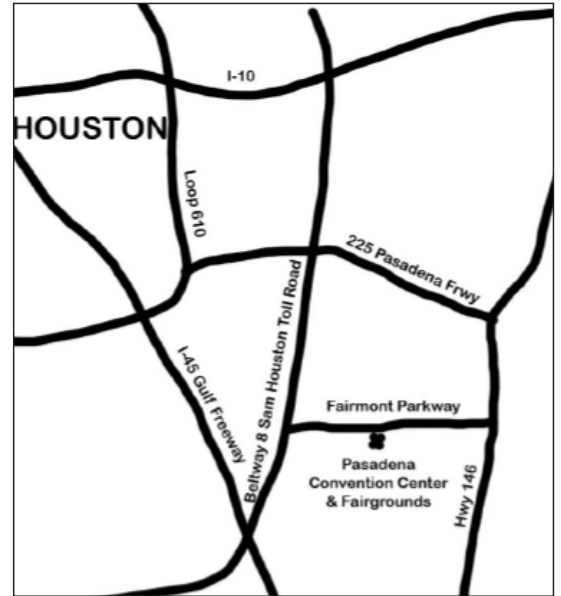 I-10
HOUSTON
Loop 610
225 Pasadena Frwy
Beltway 8 Sam Houston Toll Road
I-45 Gulf Freeway
Fairmont Parkway
Pasadena
Convention Center
& Fairgrounds
Hwy 146